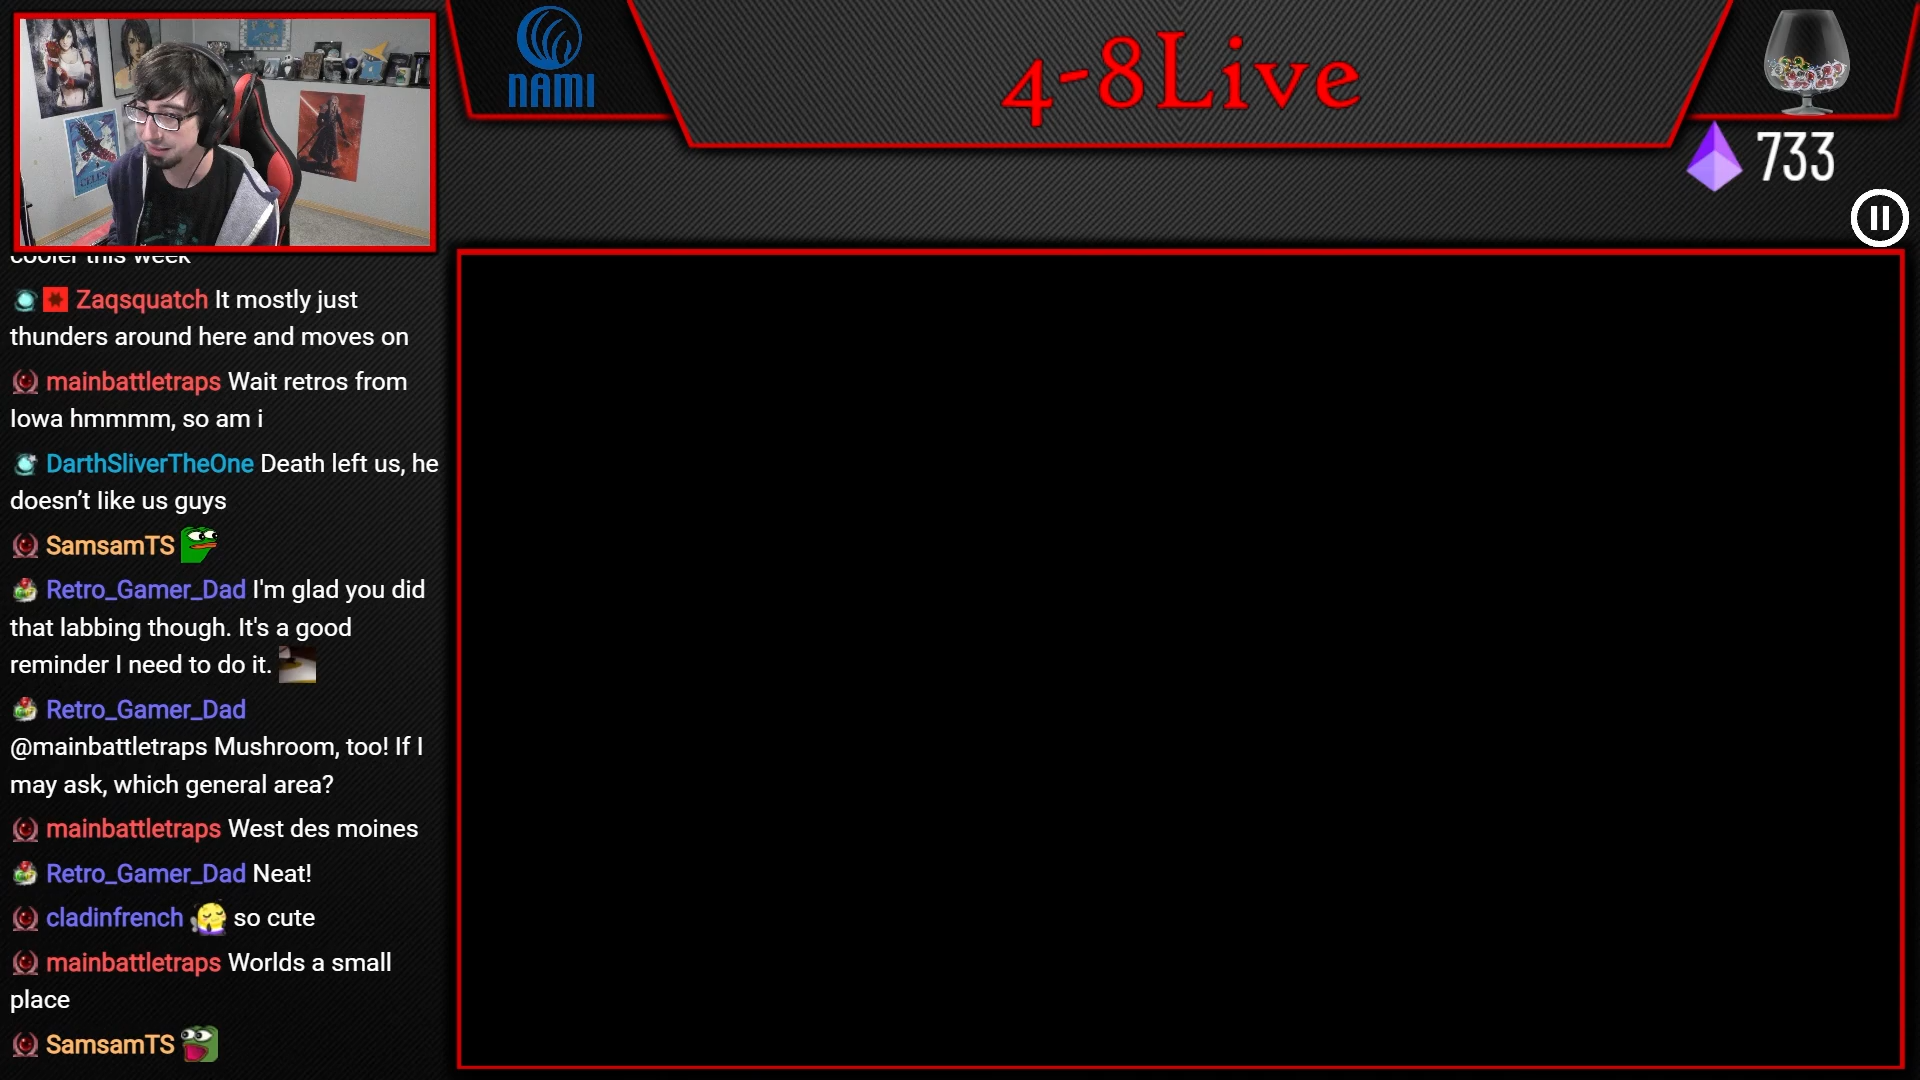 NAMI
4-8Live
733
cooler this week
Zaqsquatch It mostly just
thunders around here and moves on
mainbattletraps Wait retros from
Iowa hmmmm, so am i
DarthSliverTheOne Death left us, he
doesn’t like us guys
SamsamTS
Retro_Gamer_Dad I'm glad you did
that labbing though. It's a good
reminder I need to do it.
Retro_Gamer_Dad
@mainbattletraps Mushroom, too! If I
may ask, which general area?
mainbattletraps West des moines
Retro_Gamer_Dad Neat!
cladinfrench so cute
mainbattletraps Worlds a small
place
SamsamTS